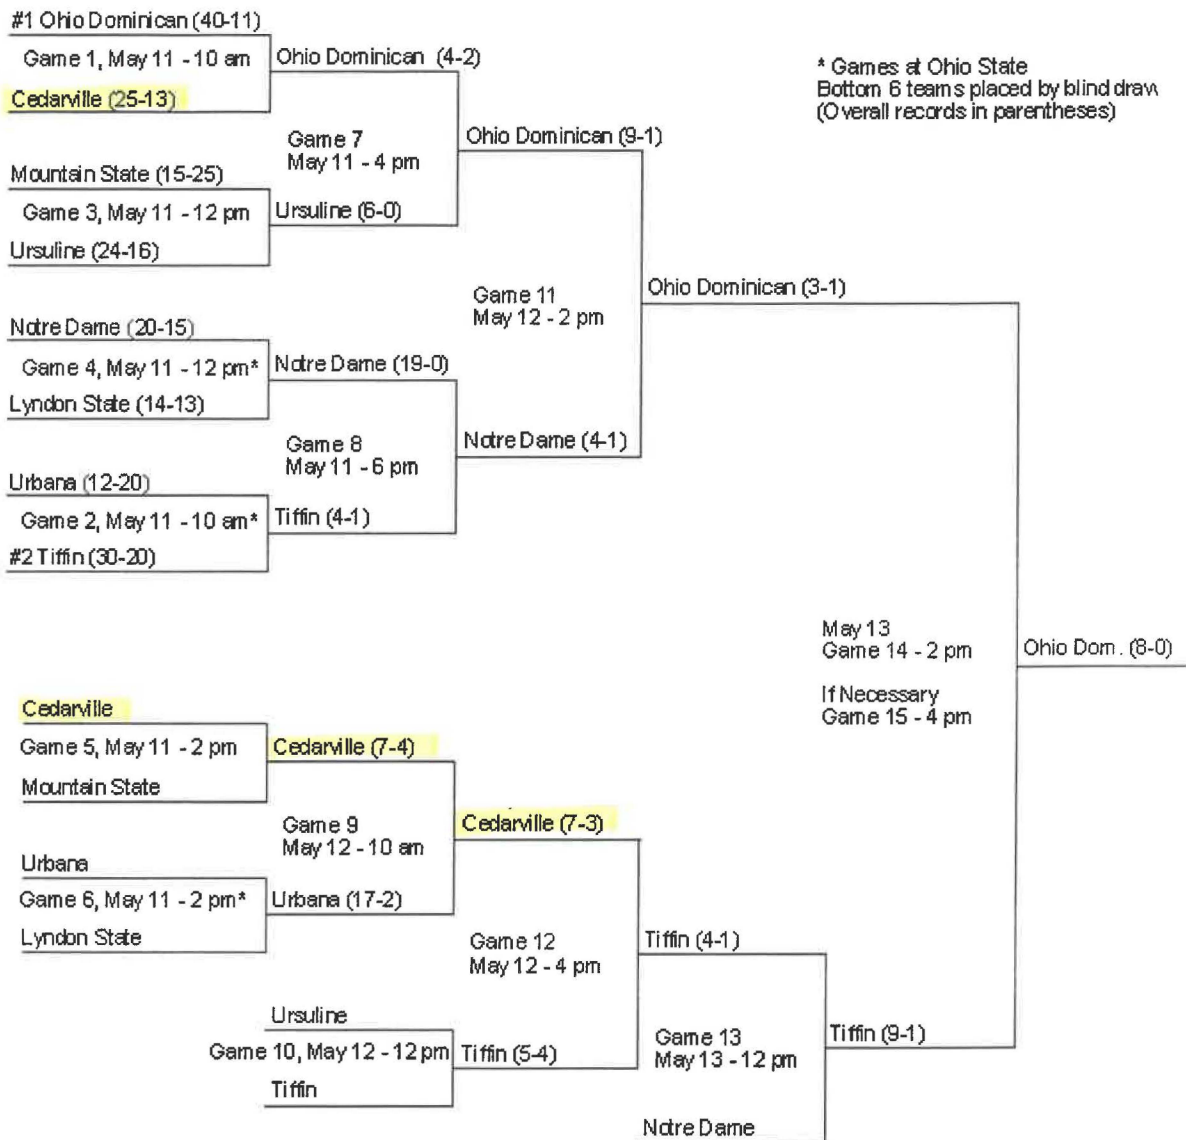 #1 Ohio Dominican (40-11)
Game 1, May 11 - 10 am
Cedarville (25-13)
Ohio Dominican (4-2)
* Games at Ohio State
Bottom 6 teams placed by blind draw
(Overall records in parentheses)
Game 7
May 11 - 4 pm
Ohio Dominican (9-1)
Mountain State (15-25)
Game 3, May 11 - 12 pm
Ursuline (24-16)
Ursuline (6-0)
Game 11
May 12 - 2 pm
Ohio Dominican (3-1)
Notre Dame (20-15)
Game 4, May 11 - 12 pm*
Lyndon State (14-13)
Notre Dame (19-0)
Game 8
May 11 - 6 pm
Notre Dame (4-1)
Urbana (12-20)
Game 2, May 11 - 10 am*
#2 Tiffin (30-20)
Tiffin (4-1)
May 13
Game 14 - 2 pm
If Necessary
Game 15 - 4 pm
Ohio Dom. (8-0)
Cedarville
Game 5, May 11 - 2 pm
Mountain State
Cedarville (7-4)
Game 9
May 12 - 10 am
Cedarville (7-3)
Urbana
Game 6, May 11 - 2 pm*
Lyndon State
Urbana (17-2)
Game 12
May 12 - 4 pm
Tiffin (4-1)
Ursuline
Game 10, May 12 - 12 pm
Tiffin
Tiffin (5-4)
Game 13
May 13 - 12 pm
Tiffin (9-1)
Notre Dame